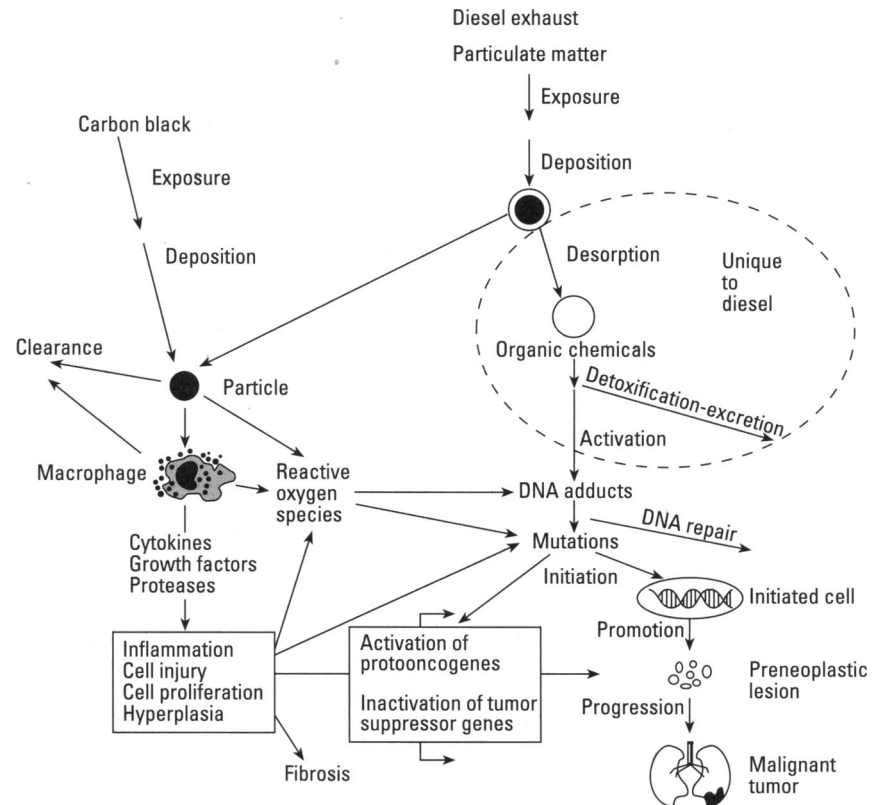 Diesel exhaust
Particulate matter
Exposure
Carbon black
Deposition
Exposure
Desorption
Unique
to
diesel
Deposition
Organic chemicals
Clearance
Particle
Detoxification-excretion
Activation
Macrophage
Reactive
oxygen
species
DNA adducts
DNA repair
Mutations
Cytokines
Growth factors
Proteases
Initiation
Initiated cell
Promotion
Inflammation
Cell injury
Cell proliferation
Hyperplasia
Activation of
protooncogenes
Inactivation of tumor
suppressor genes
Preneoplastic
lesion
Progression
Fibrosis
Malignant
tumor